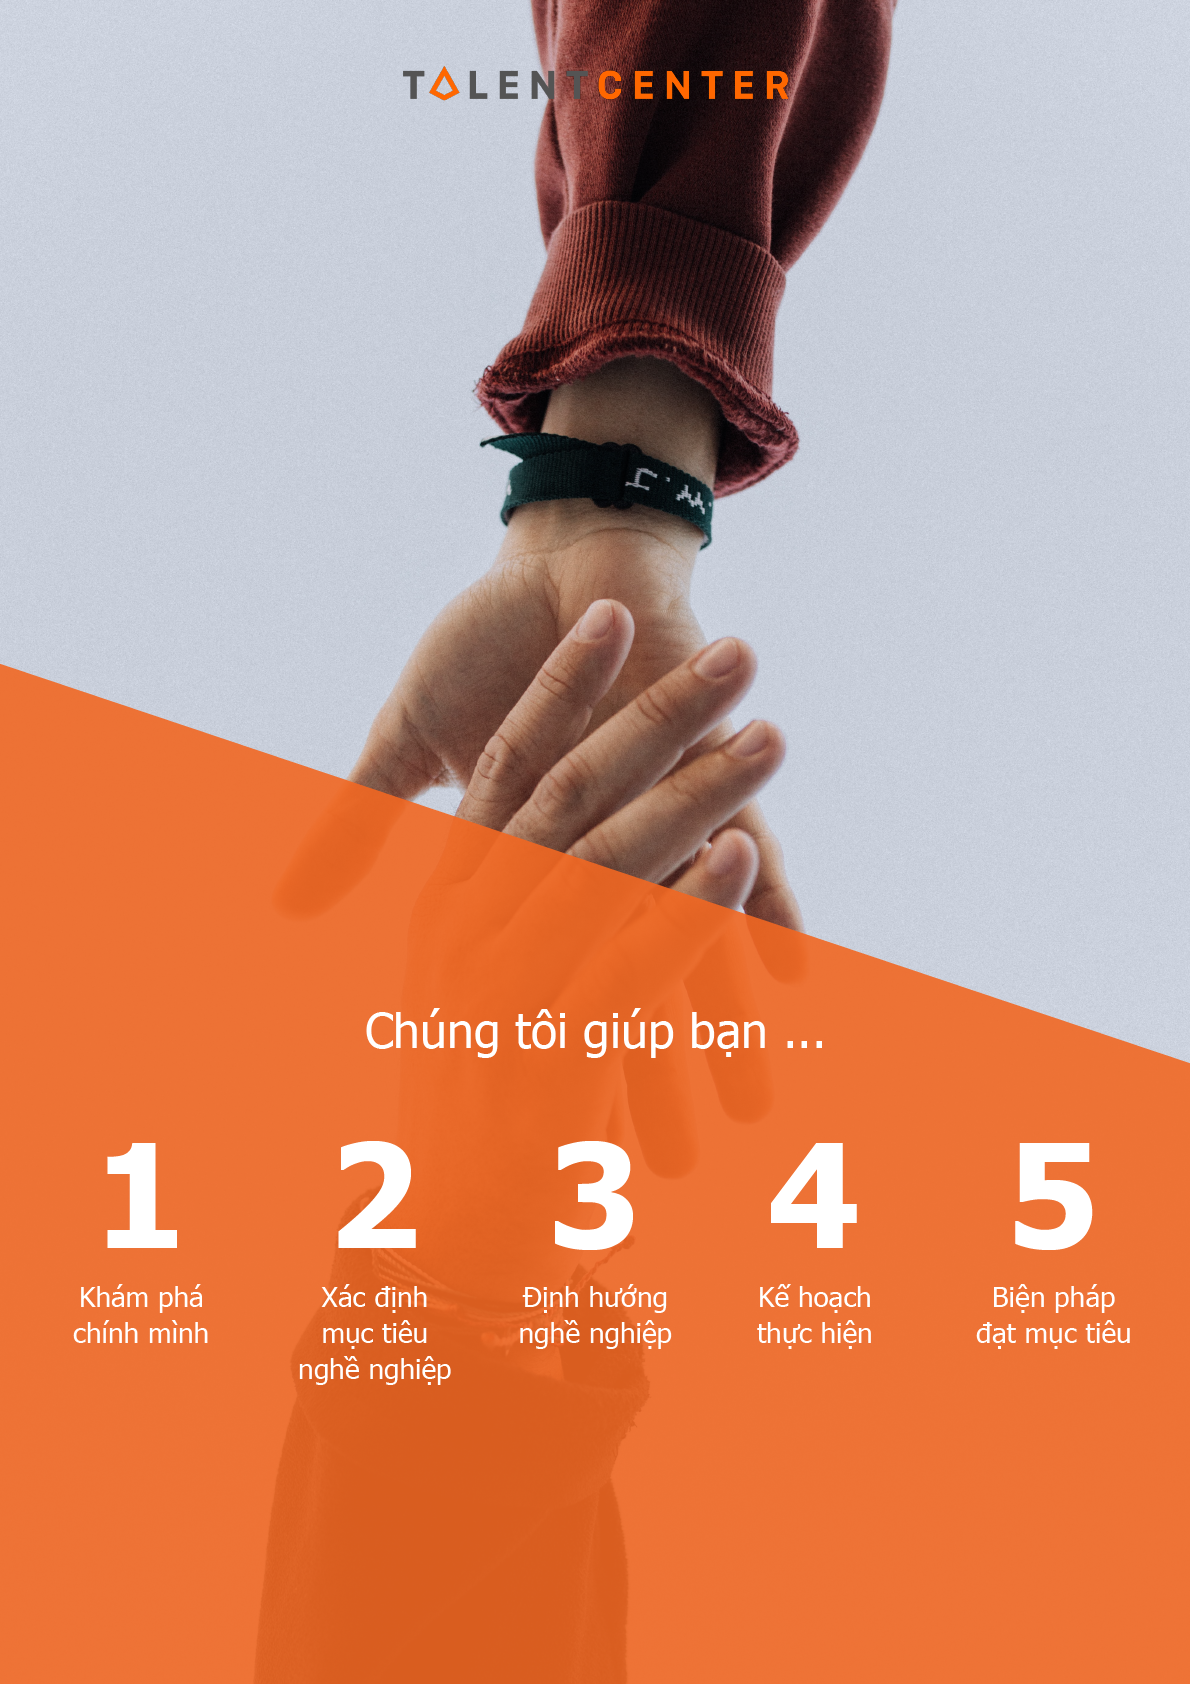 TALENTCENTER
Chúng tôi giúp bạn ...
1
2
3
4
5
Khám phá
chính mình
Xác định
mục tiêu
nghề nghiệp
Định hướng
nghề nghiệp
Kế hoạch
thực hiện
Biện pháp
đạt mục tiêu